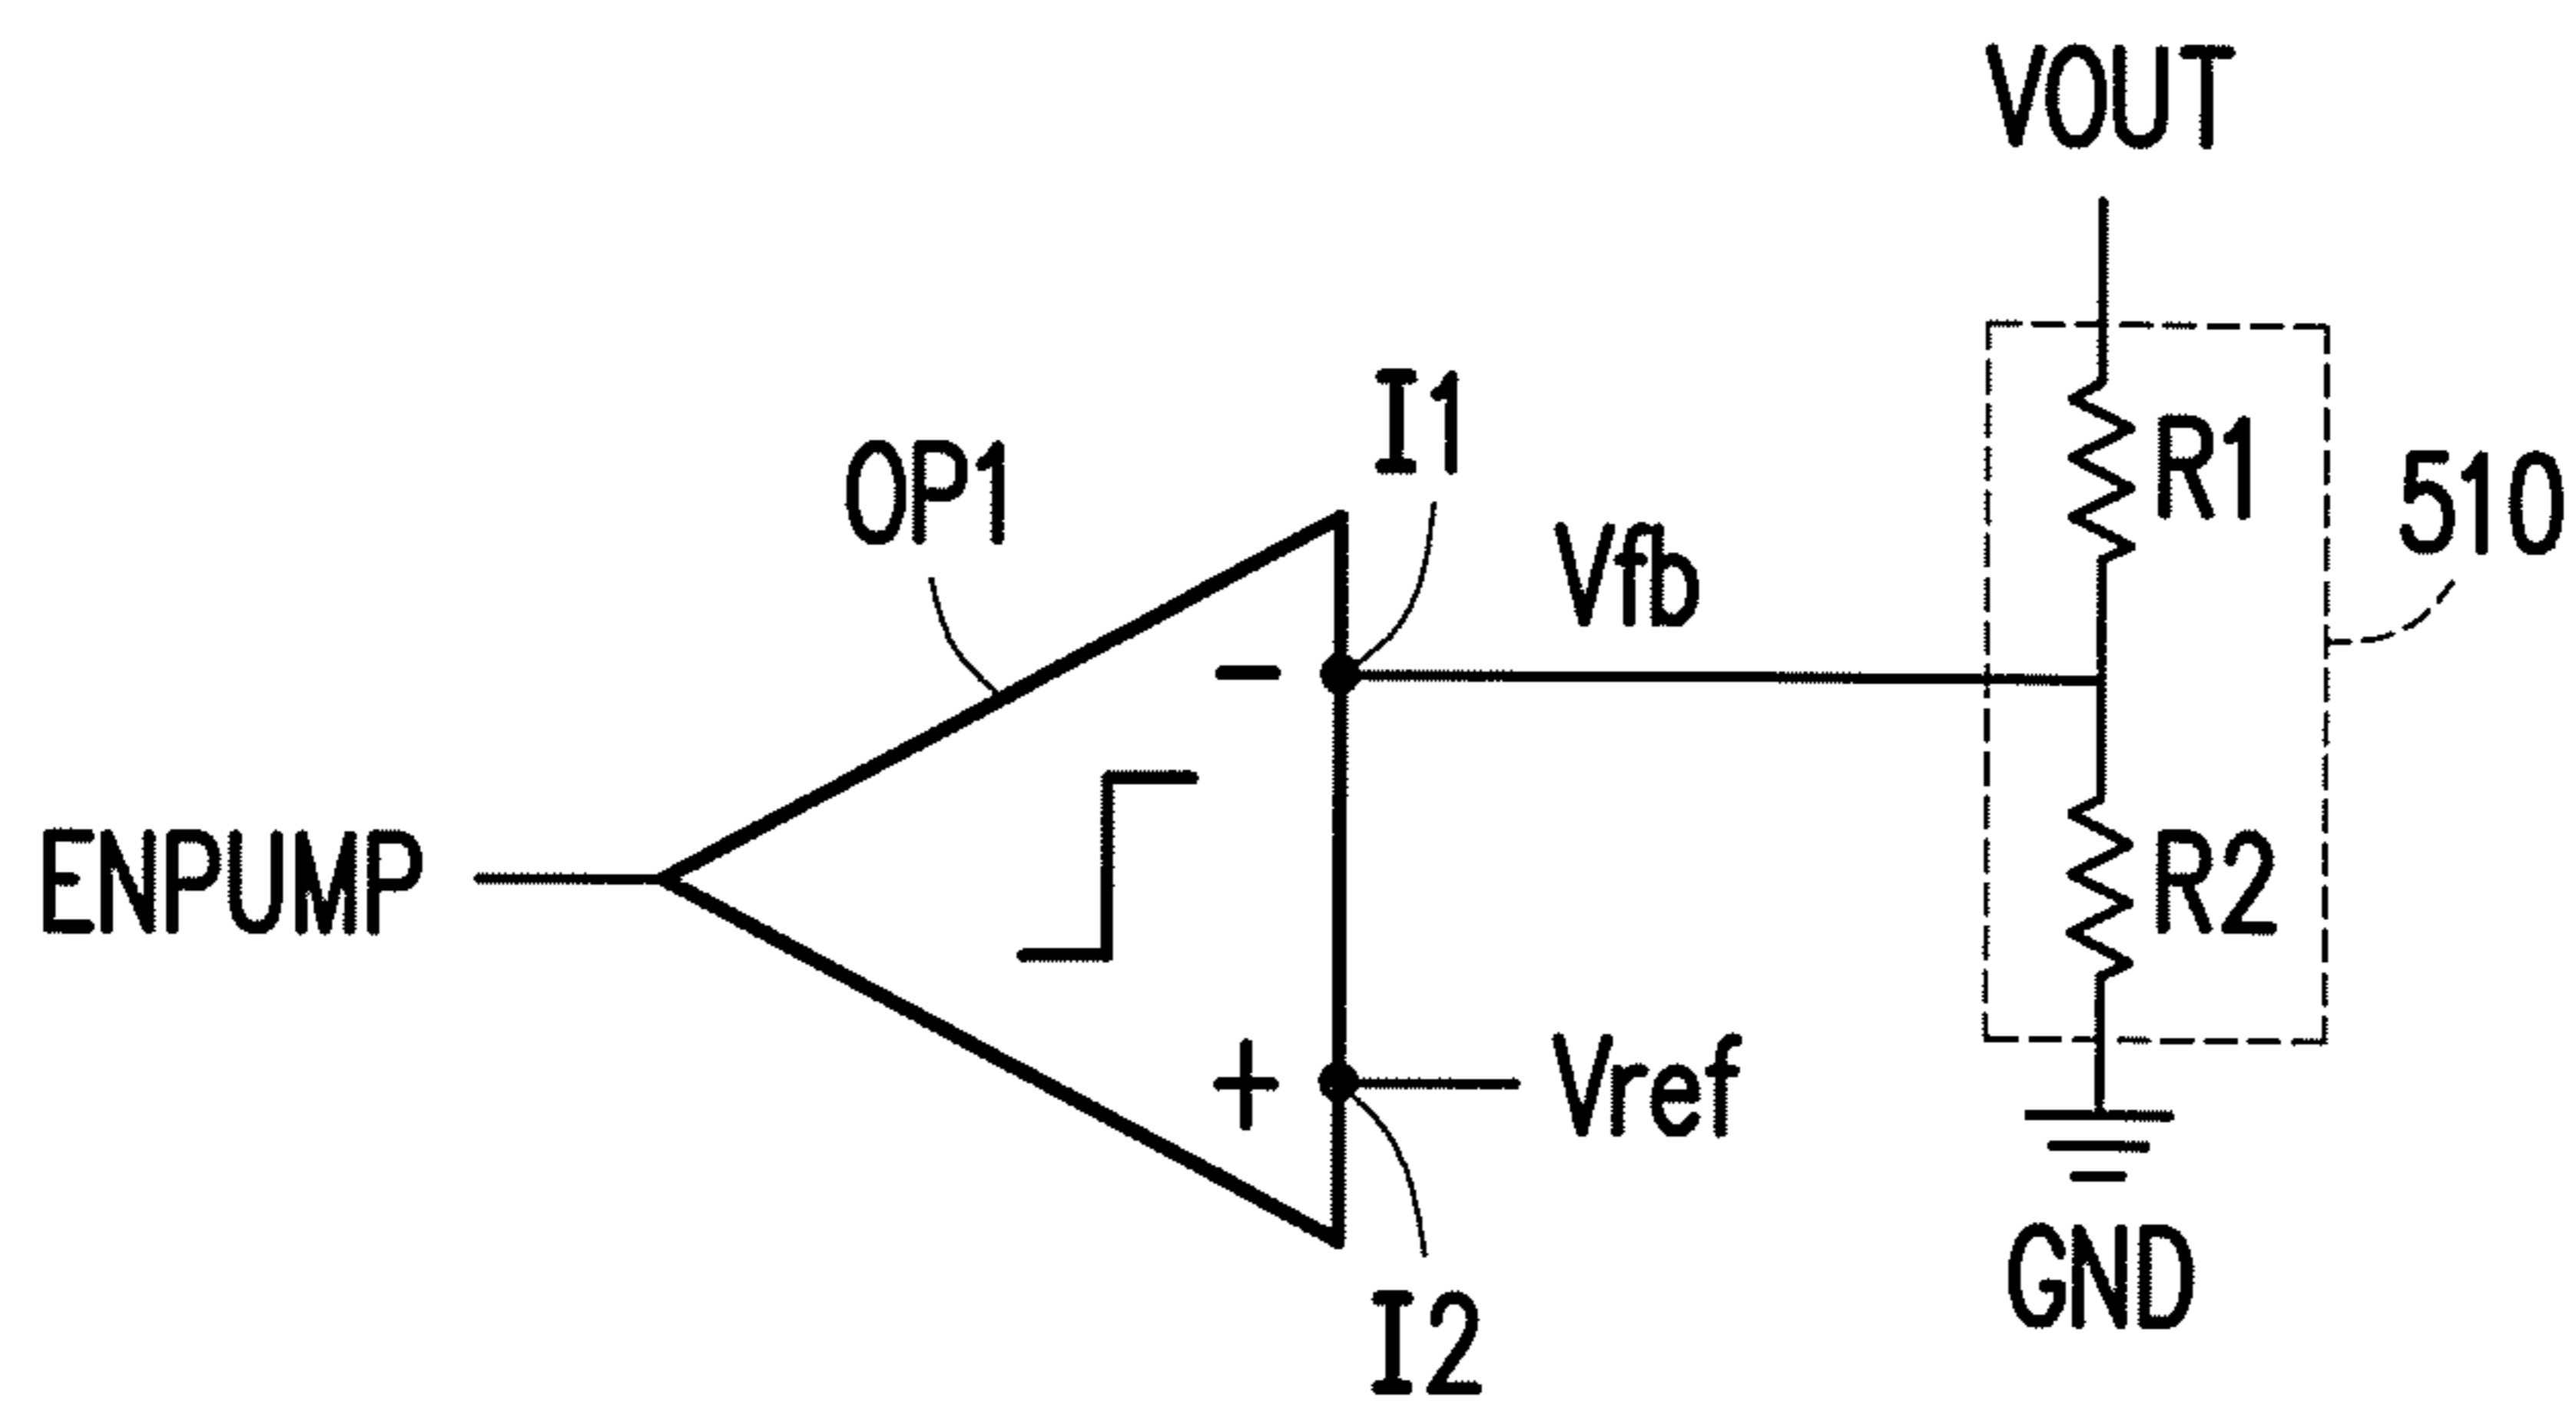 VOUT
I1
R1
OP1
510
Vfb
-
ENPUMP
R2
+
Vref
GND
I2